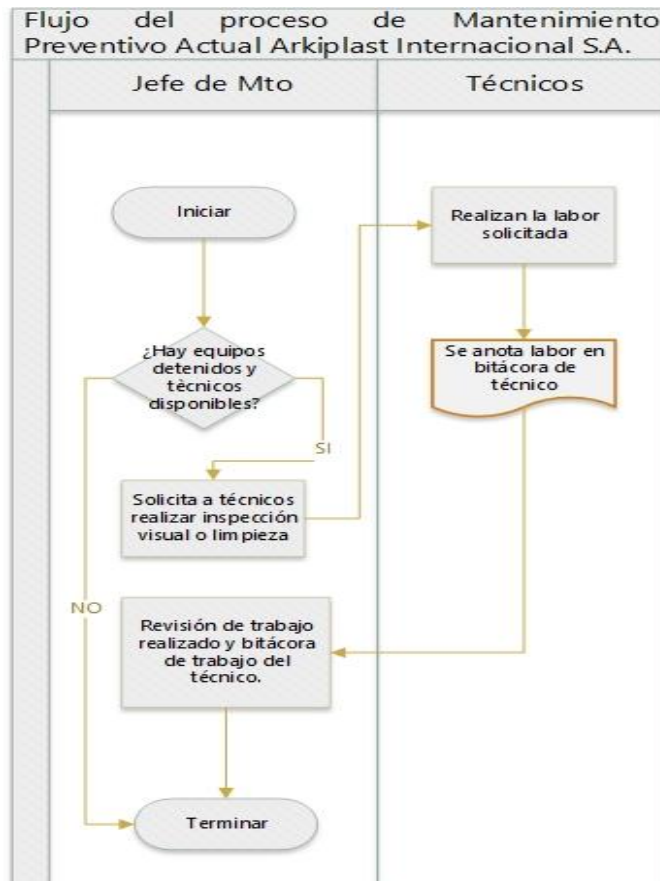 Flujo del proceso de Mantenimiento
Preventivo Actual Arkiplast Internacional S.A.
Jefe de Mto
Técnicos
Iniciar
¿Hay equipos
detenidos y
tècnicos
disponibles?
SI
Solicita a técnicos
realizar inspección
visual o limpieza
Realizan la labor
solicitada
Se anota labor en
bitácora de
técnico
NO
Revisión de trabajo
realizado y bitácora
de trabajo del
técnico.
Terminar